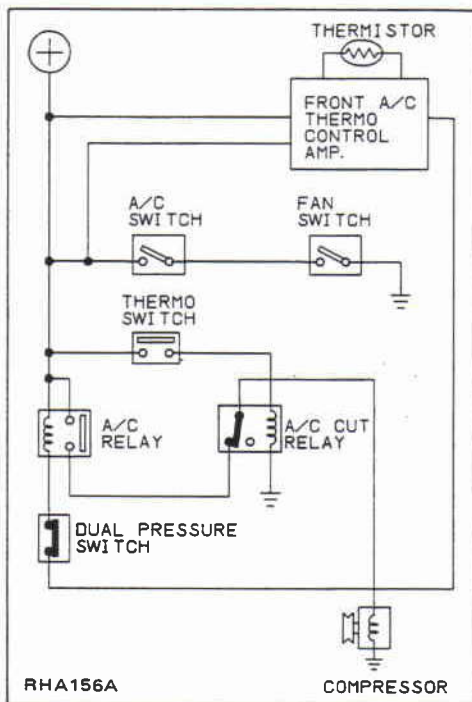 THERMISTOR
FRONT A/C
THERMO
CONTROL
AMP.
A/C
SWITCH
FAN
SWITCH
THERMO
SWITCH
A/C
RELAY
A/C CUT
RELAY
DUAL PRESSURE
SWITCH
RHA156A
COMPRESSOR